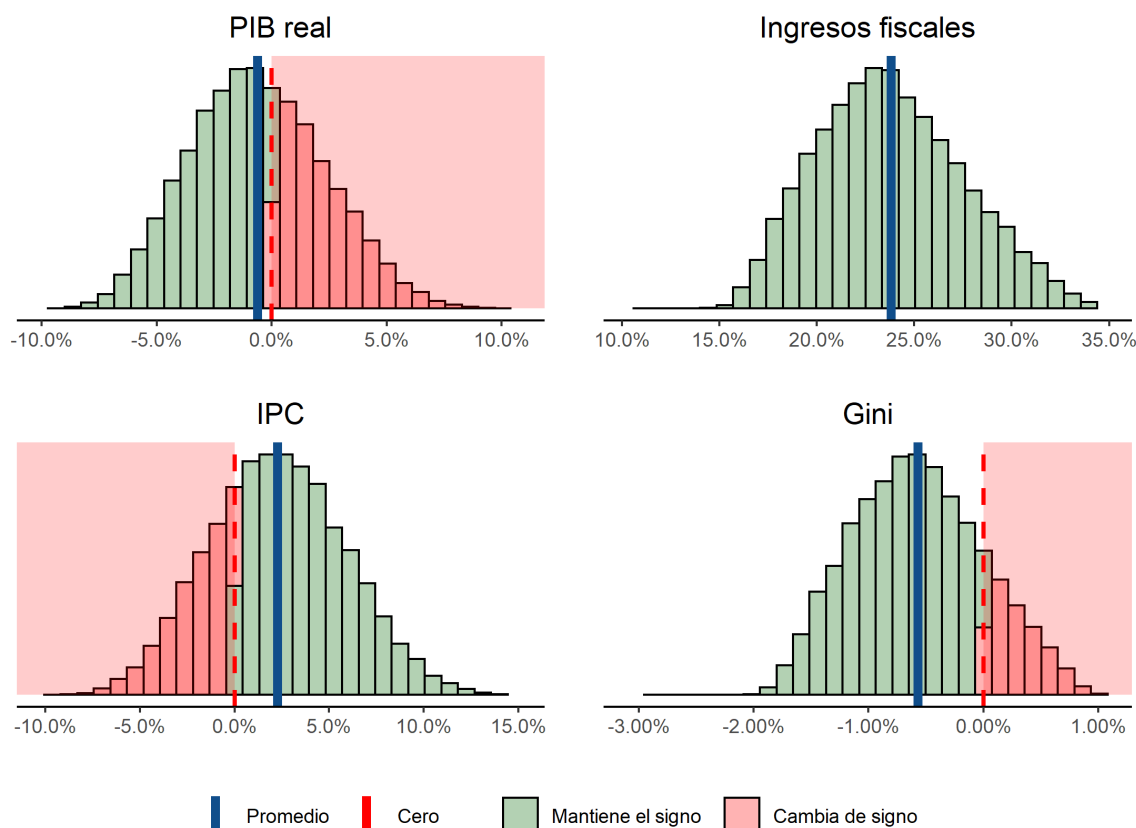 PIB real
Ingresos fiscales
-10.0% -5.0% 0.0% 5.0% 10.0%
10.0% 15.0% 20.0% 25.0% 30.0% 35.0%
IPC
Gini
-10.0% -5.0% 0.0% 5.0% 10.0% 15.0%
-3.00% -2.00% -1.00% 0.00% 1.00%
Promedio Cero Mantiene el signo Cambia de signo